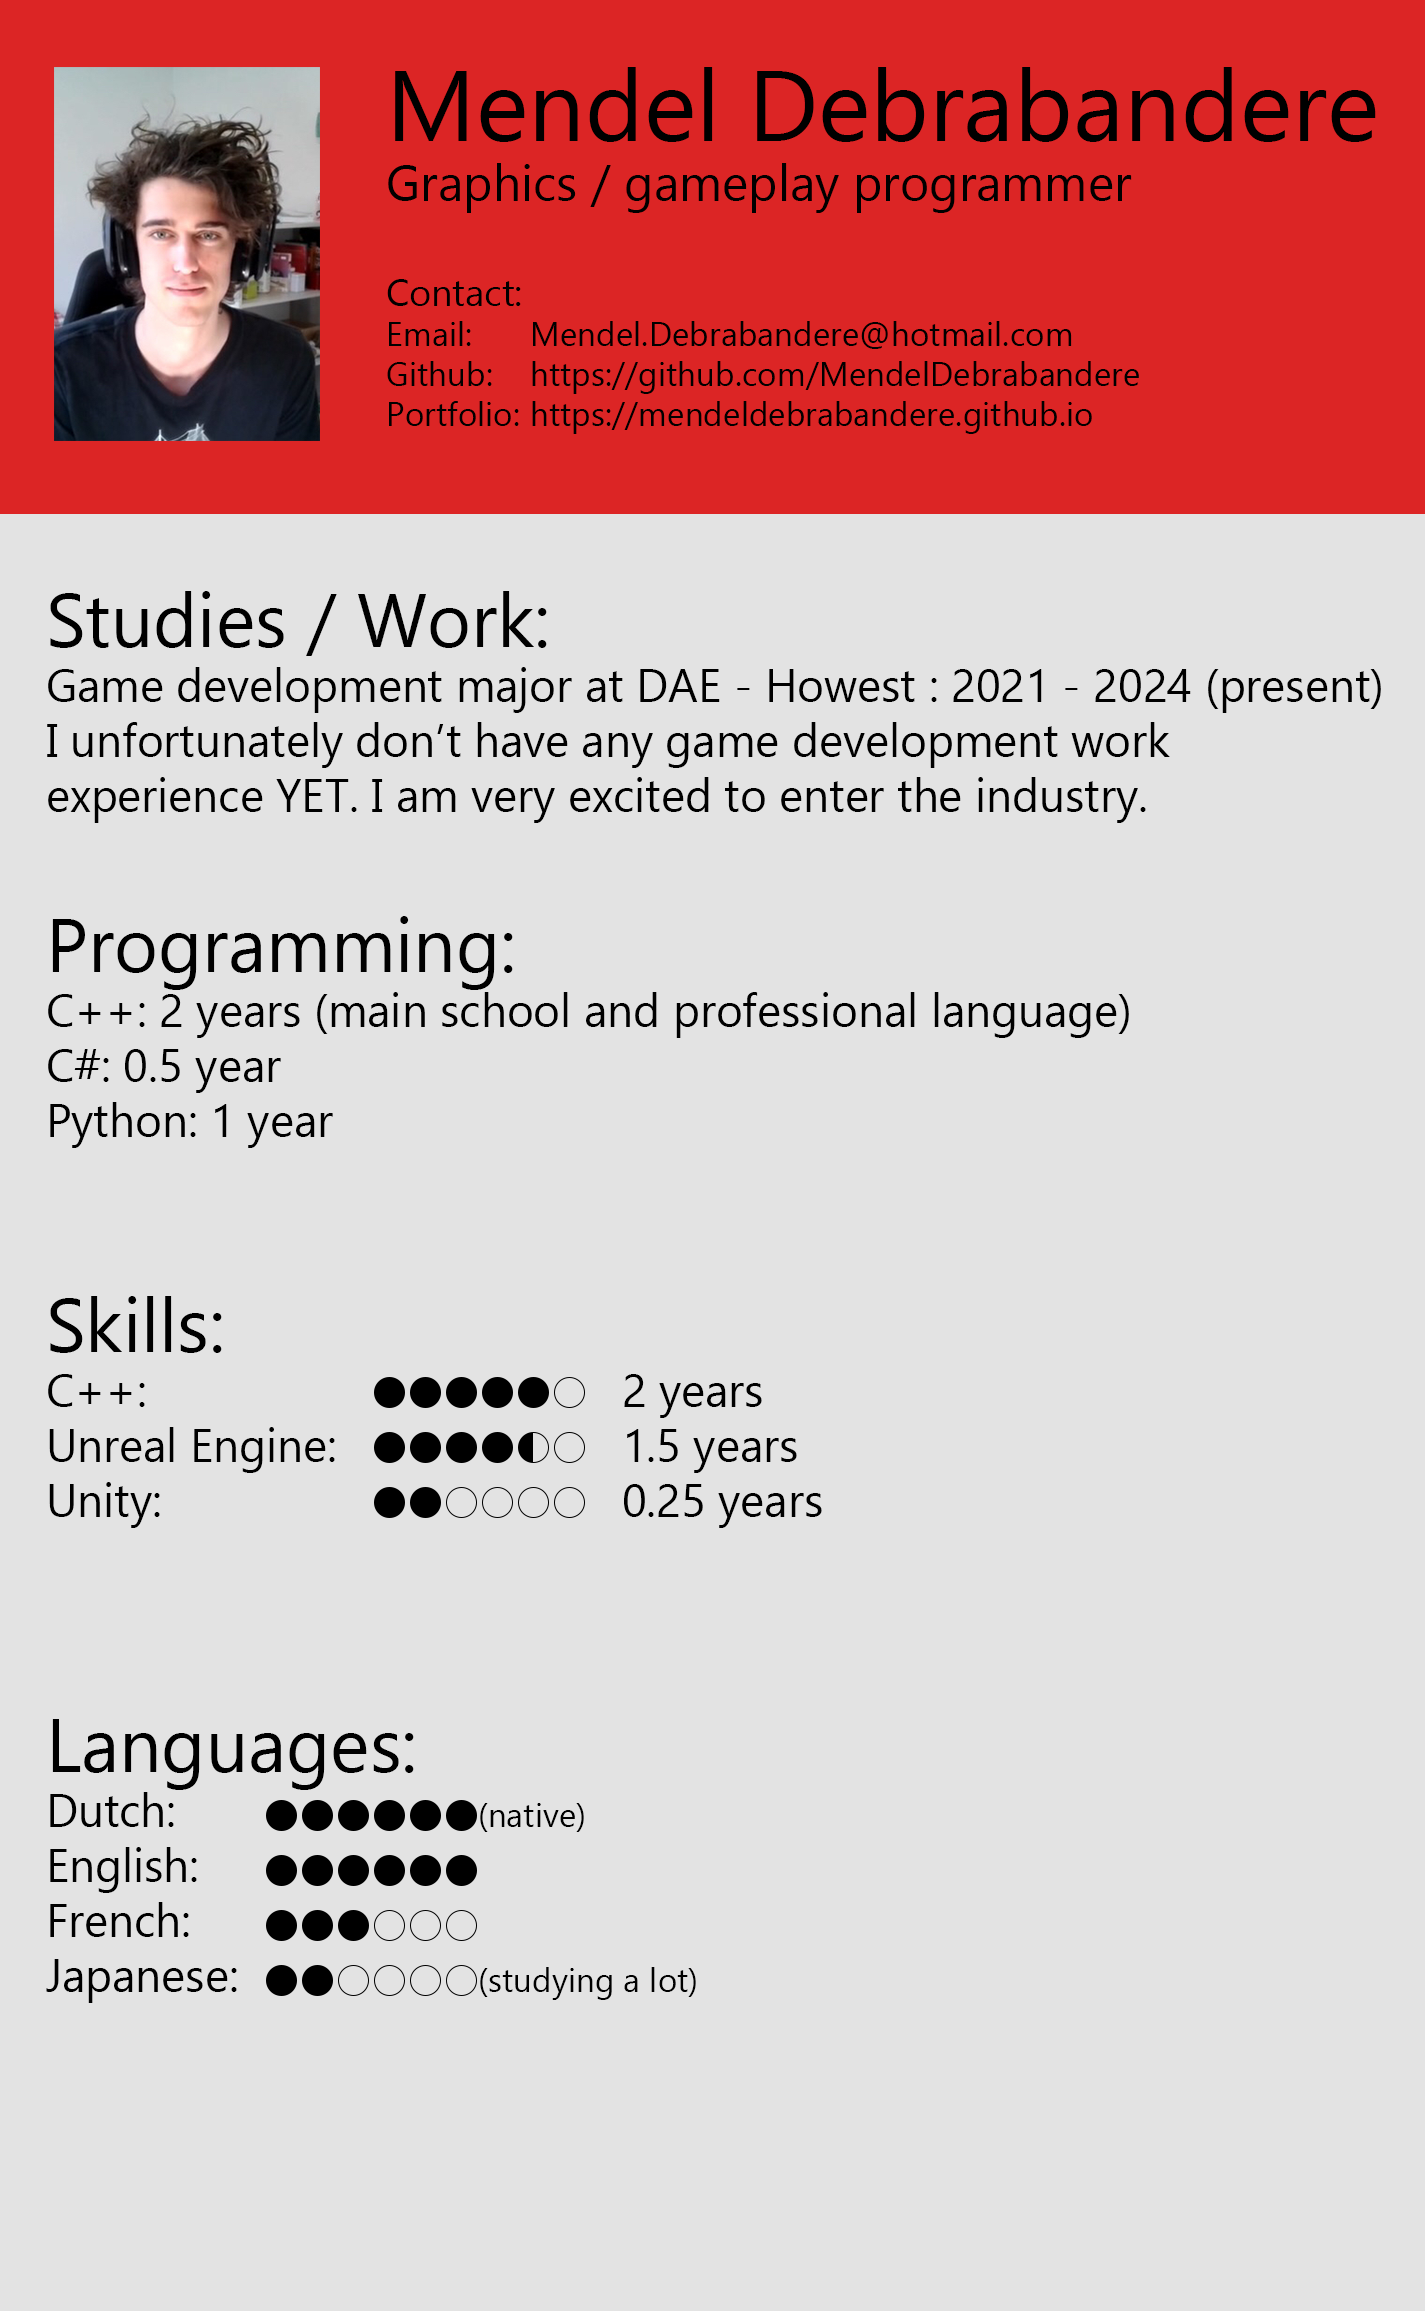 Mendel Debrabandere
Graphics / gameplay programmer
Contact:
Email: Mendel.Debrabandere@hotmail.com
Github: https://github.com/MendelDebrabandere
Portfolio: https://mendeldebrabandere.github.io
Studies / Work:
Game development major at DAE - Howest : 2021 - 2024 (present)
I unfortunately don’t have any game development work
experience YET. I am very excited to enter the industry.
Programming:
C++: 2 years (main school and professional language)
C#: 0.5 year
Python: 1 year
Skills:
C++: 2 years
Unreal Engine: 1.5 years
Unity: 0.25 years
Languages:
Dutch: (native)
English:
French:
Japanese: (studying a lot)